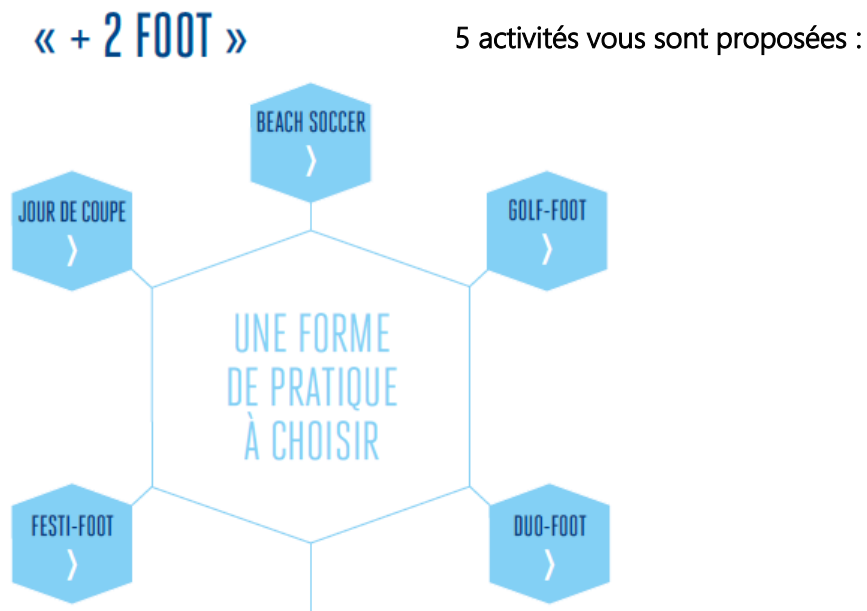 « + 2 FOOT »
5 activités vous sont proposées :
BEACH SOCCER
JOUR DE COUPE
GOLF-FOOT
UNE FORME
DE PRATIQUE
À CHOISIR
FESTI-FOOT
DUO-FOOT